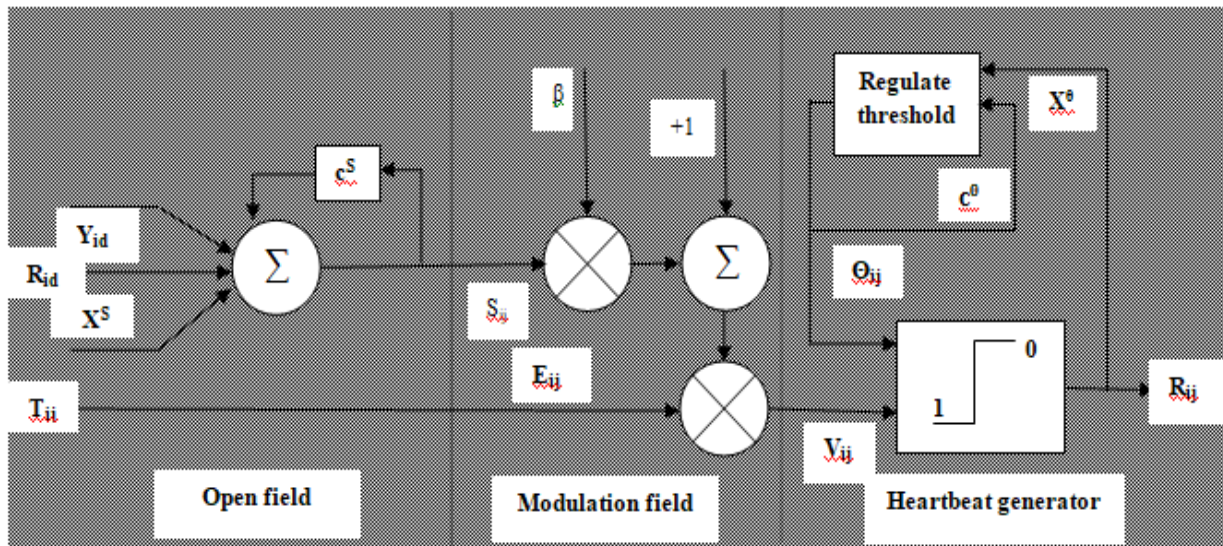 β
+1
Regulate
threshold
X^θ
c^S
c^θ
Y_id
Σ
Σ
R_id
Θ_ij
X^S
S_ij
0
E_ij
1
R_ij
T_ij
V_ij
Open field
Modulation field
Heartbeat generator